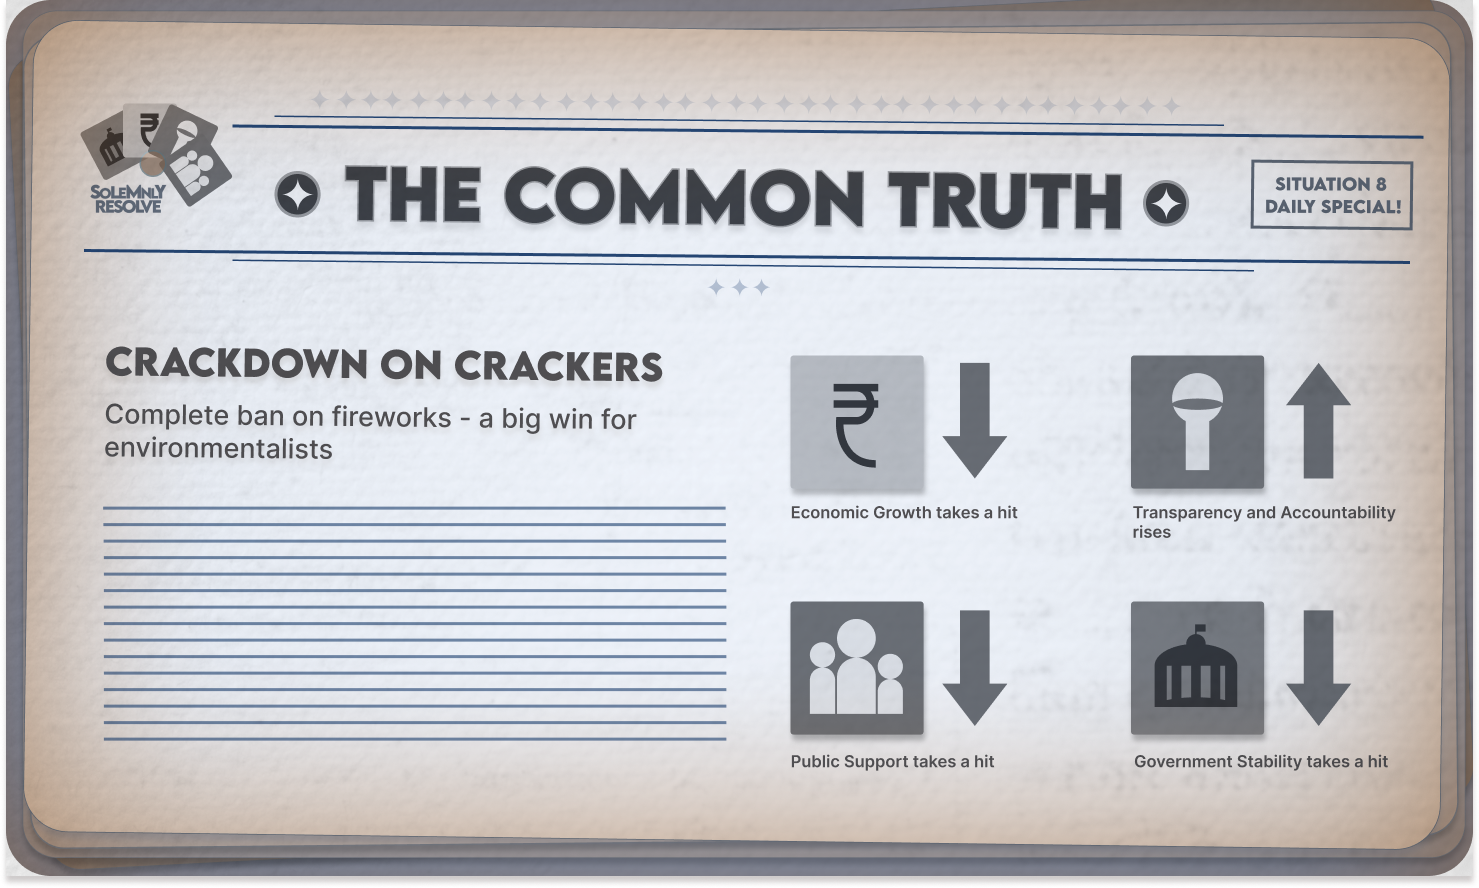 SOLEMNLY
RESOLVE
THE COMMON TRUTH
SITUATION 8
DAILY SPECIAL!
CRACKDOWN ON CRACKERS
Complete ban on fireworks - a big win for
environmentalists
₹
₹
Economic Growth takes a hit
Transparency and Accountability
rises
Public Support takes a hit
Government Stability takes a hit